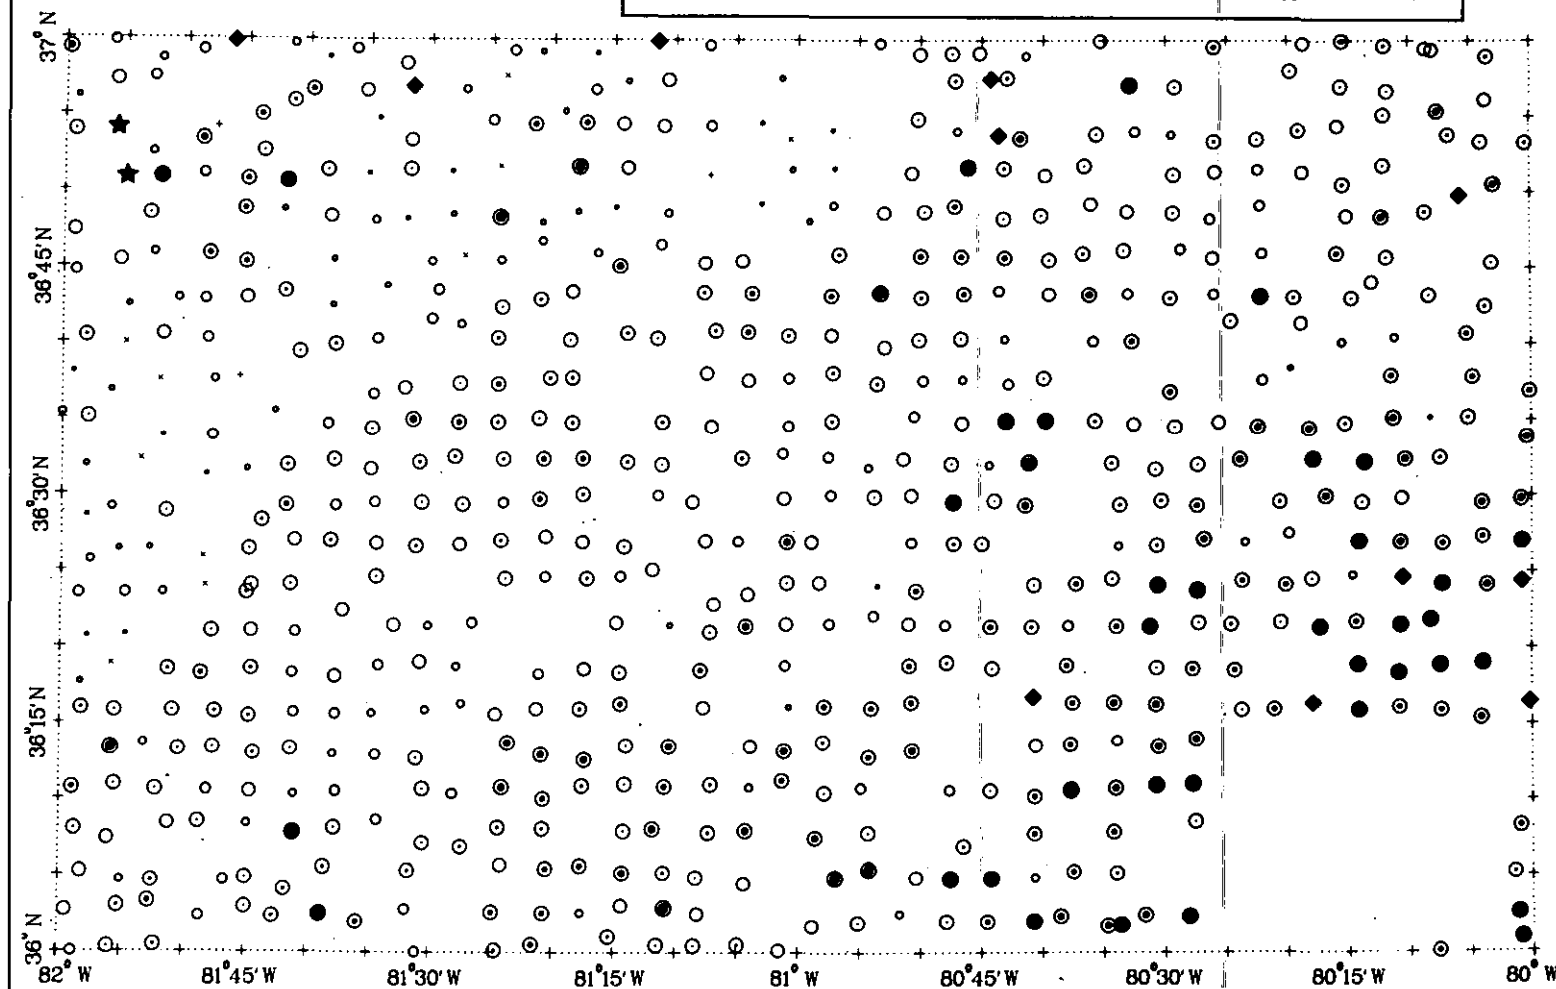 37° N
36° 45' N
36° 30' N
36° 15' N
36° N
82° W
81° 45' W
81° 30' W
81° 15' W
81° W
80° 45' W
80° 30' W
80° 15' W
80° W